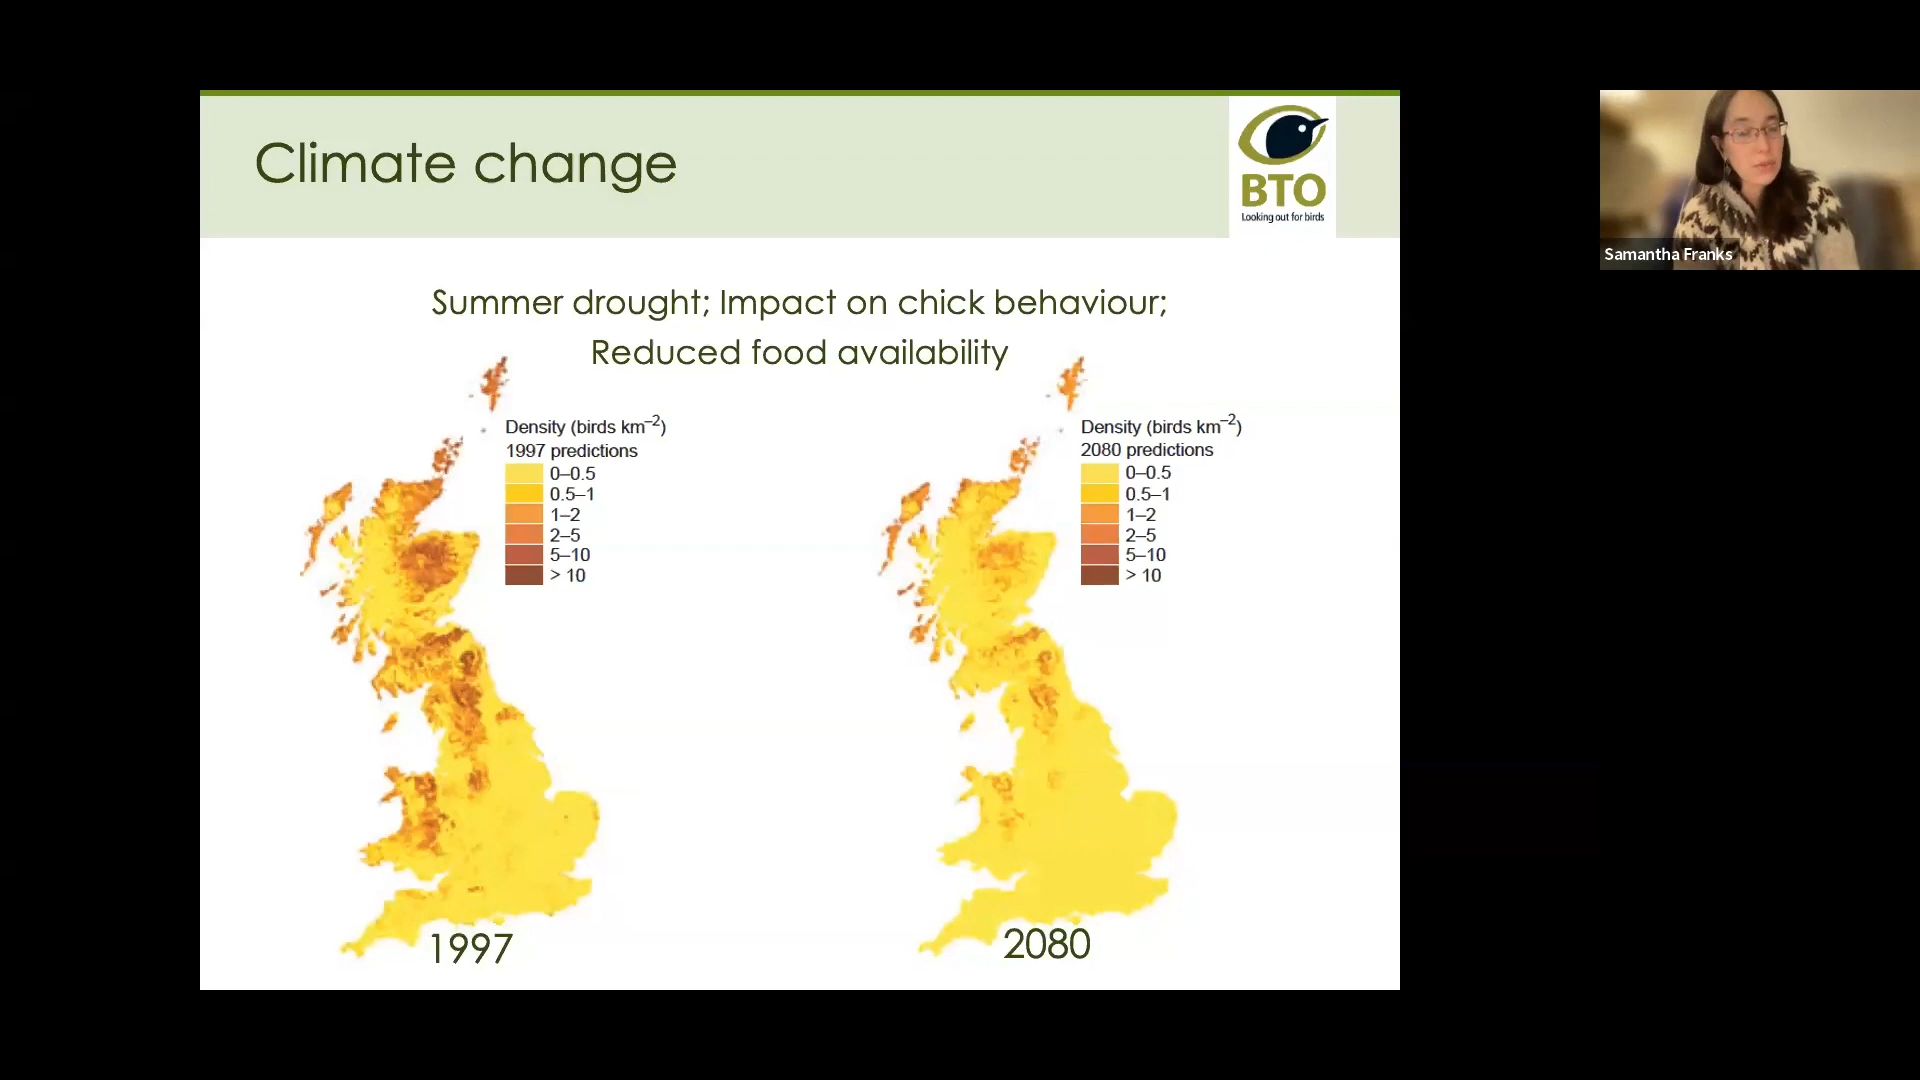 Climate change
BTO
Looking out for birds
Samantha Franks
Summer drought; Impact on chick behaviour;
Reduced food availability
Density (birds km⁻²)
1997 predictions
0–0.5
0.5–1
1–2
2–5
5–10
> 10
Density (birds km⁻²)
2080 predictions
0–0.5
0.5–1
1–2
2–5
5–10
> 10
1997
2080